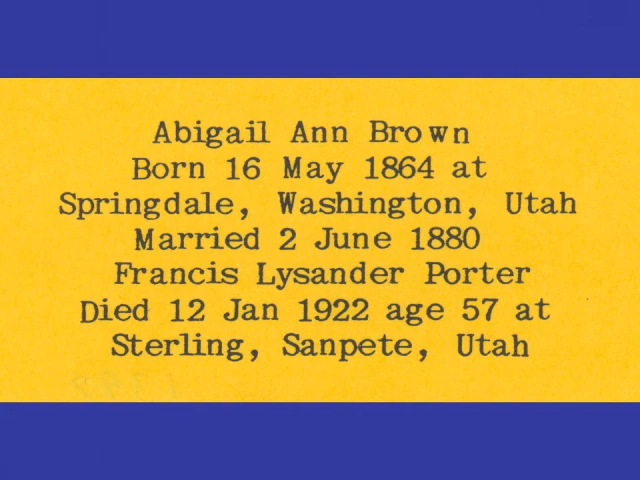 Abigail Ann Brown
Born 16 May 1864 at
Springdale, Washington, Utah
Married 2 June 1880
Francis Lysander Porter
Died 12 Jan 1922 age 57 at
Sterling, Sanpete, Utah